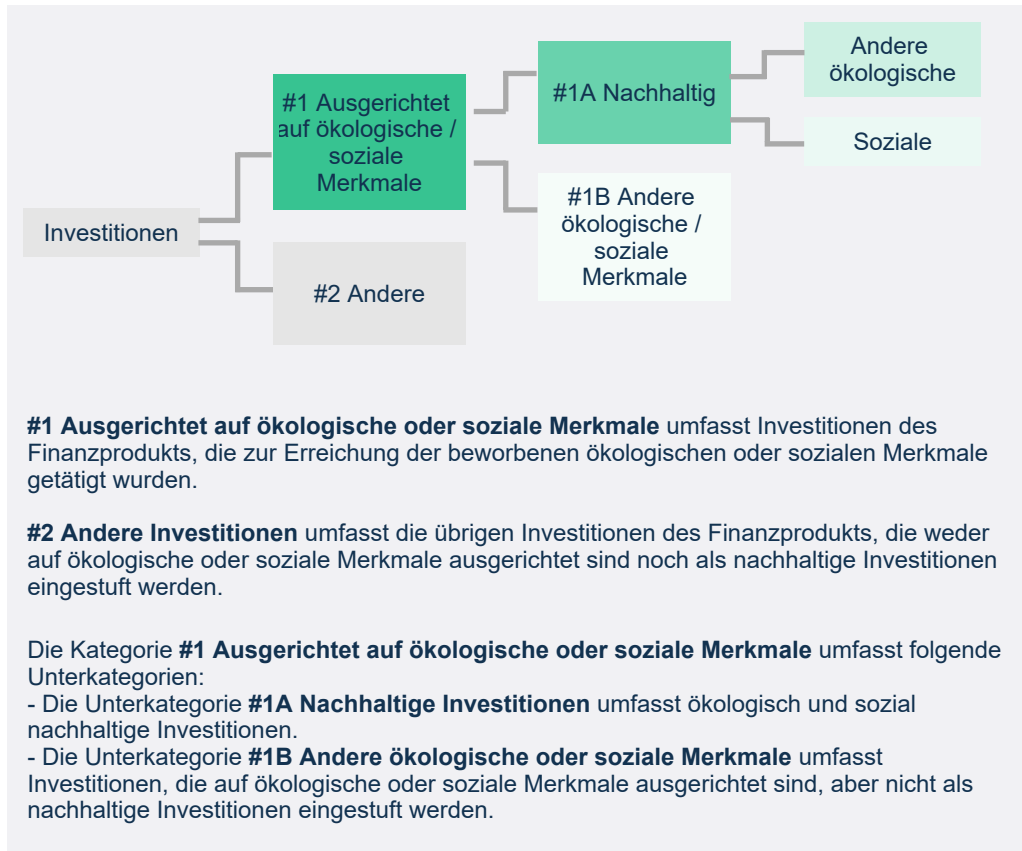 Andere
ökologische
#1A Nachhaltig
#1 Ausgerichtet
auf ökologische /
soziale
Merkmale
Soziale
#1B Andere
ökologische /
soziale
Merkmale
Investitionen
#2 Andere
#1 Ausgerichtet auf ökologische oder soziale Merkmale umfasst Investitionen des
Finanzprodukts, die zur Erreichung der beworbenen ökologischen oder sozialen Merkmale
getätigt wurden.
#2 Andere Investitionen umfasst die übrigen Investitionen des Finanzprodukts, die weder
auf ökologische oder soziale Merkmale ausgerichtet sind noch als nachhaltige Investitionen
eingestuft werden.
Die Kategorie #1 Ausgerichtet auf ökologische oder soziale Merkmale umfasst folgende
Unterkategorien:
- Die Unterkategorie #1A Nachhaltige Investitionen umfasst ökologisch und sozial
nachhaltige Investitionen.
- Die Unterkategorie #1B Andere ökologische oder soziale Merkmale umfasst
Investitionen, die auf ökologische oder soziale Merkmale ausgerichtet sind, aber nicht als
nachhaltige Investitionen eingestuft werden.